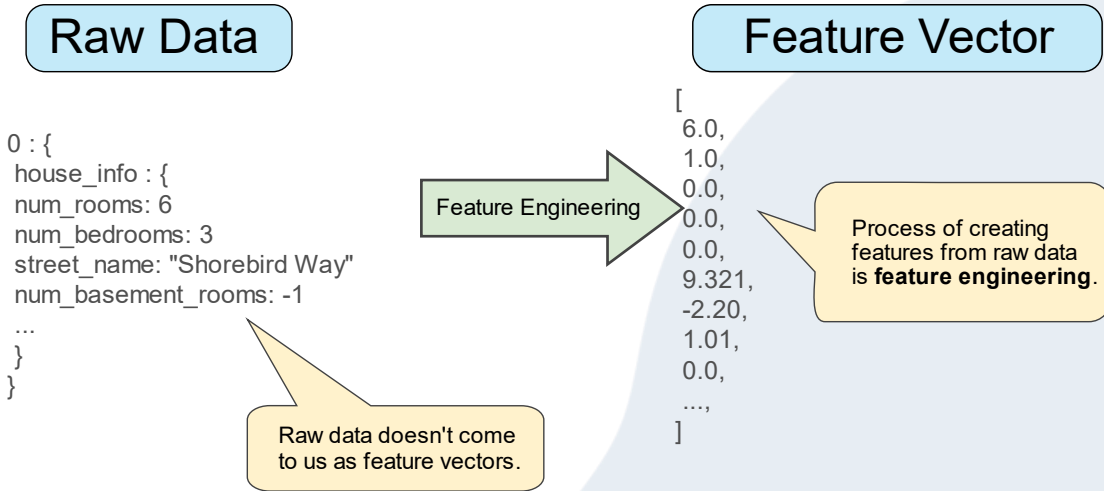 Raw Data
0 : {
house_info : {
num_rooms: 6
num_bedrooms: 3
street_name: "Shorebird Way"
num_basement_rooms: -1
...
}
}
Raw data doesn't come
to us as feature vectors.
Feature Engineering
Feature Vector
[
6.0,
1.0,
0.0,
0.0,
0.0,
9.321,
-2.20,
1.01,
0.0,
...,
]
Process of creating
features from raw data
is feature engineering.